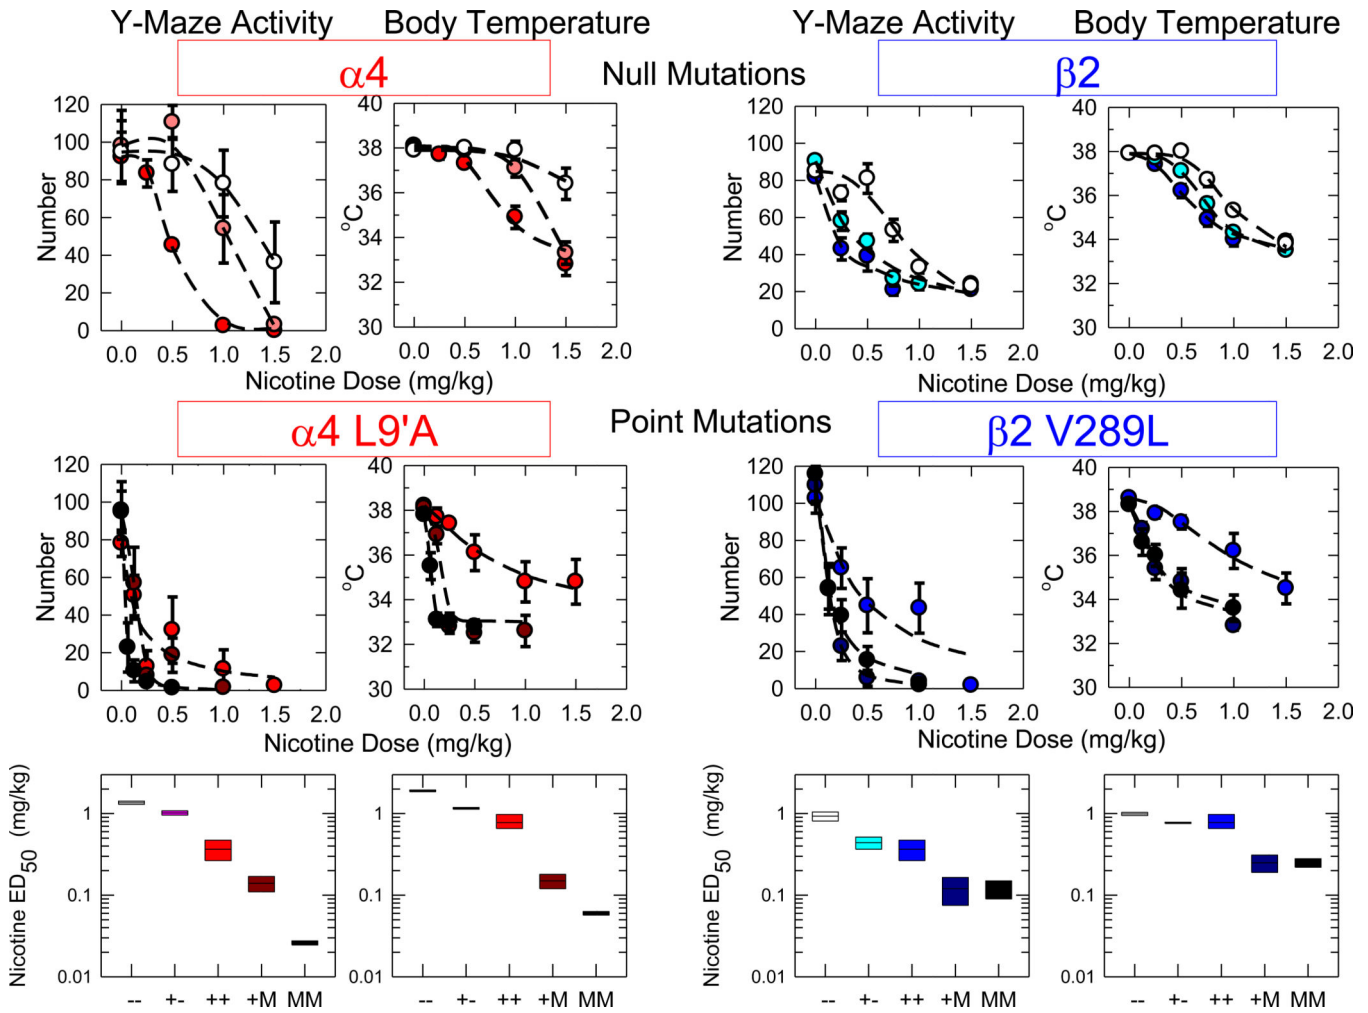 Y-Maze Activity Body Temperature Y-Maze Activity Body Temperature
α4 Null Mutations β2
120 100 80 60 40 20 0
Number
0.0 0.5 1.0 1.5 2.0
40 38 36 34 32 30
°C
0.0 0.5 1.0 1.5 2.0
Nicotine Dose (mg/kg)
120 100 80 60 40 20 0
Number
0.0 0.5 1.0 1.5 2.0
40 38 36 34 32 30
°C
0.0 0.5 1.0 1.5 2.0
Nicotine Dose (mg/kg)
α4 L9'A Point Mutations β2 V289L
120 100 80 60 40 20 0
Number
0.0 0.5 1.0 1.5 2.0
40 38 36 34 32 30
°C
0.0 0.5 1.0 1.5 2.0
Nicotine Dose (mg/kg)
120 100 80 60 40 20 0
Number
0.0 0.5 1.0 1.5 2.0
40 38 36 34 32 30
°C
0.0 0.5 1.0 1.5 2.0
Nicotine Dose (mg/kg)
Nicotine ED50 (mg/kg)
1 0.1 0.01
-- +- ++ +M MM
-- +- ++ +M MM
Nicotine ED50 (mg/kg)
1 0.1 0.01
-- +- ++ +M MM
1 0.1 0.01
-- +- ++ +M MM